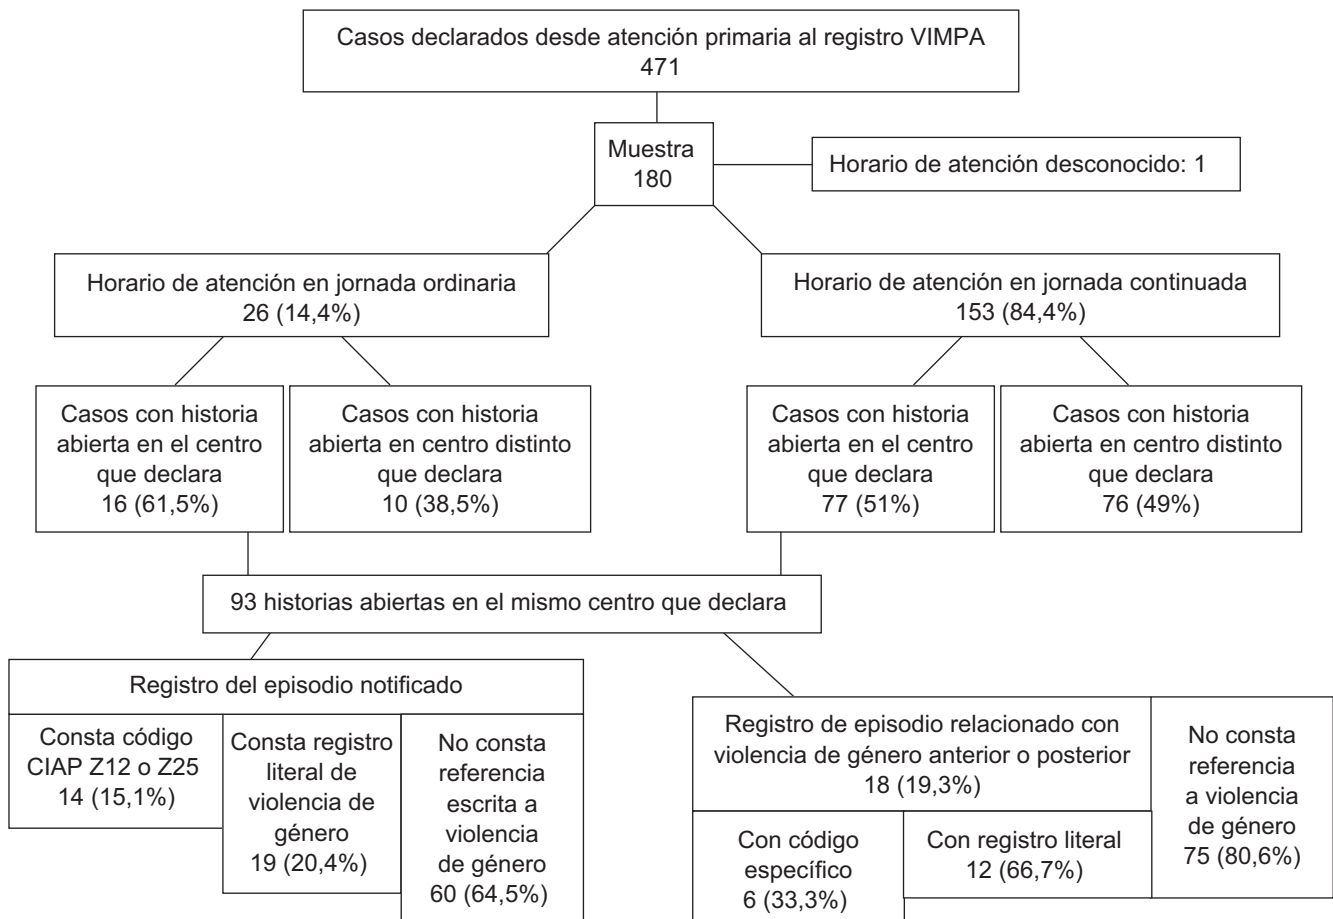 Casos declarados desde atención primaria al registro VIMPA
471
Muestra
180
Horario de atención desconocido: 1
Horario de atención en jornada ordinaria
26 (14,4%)
Horario de atención en jornada continuada
153 (84,4%)
Casos con historia
abierta en el centro
que declara
16 (61,5%)
Casos con historia
abierta en centro distinto
que declara
10 (38,5%)
Casos con historia
abierta en el centro
que declara
77 (51%)
Casos con historia
abierta en centro distinto
que declara
76 (49%)
93 historias abiertas en el mismo centro que declara
Registro del episodio notificado
Consta código
CIAP Z12 o Z25
14 (15,1%)
Consta registro
literal de
violencia de
género
19 (20,4%)
No consta
referencia
escrita a
violencia
de género
60 (64,5%)
Registro de episodio relacionado con
violencia de género anterior o posterior
18 (19,3%)
Con código
específico
6 (33,3%)
Con registro literal
12 (66,7%)
No consta
referencia
a violencia
de género
75 (80,6%)